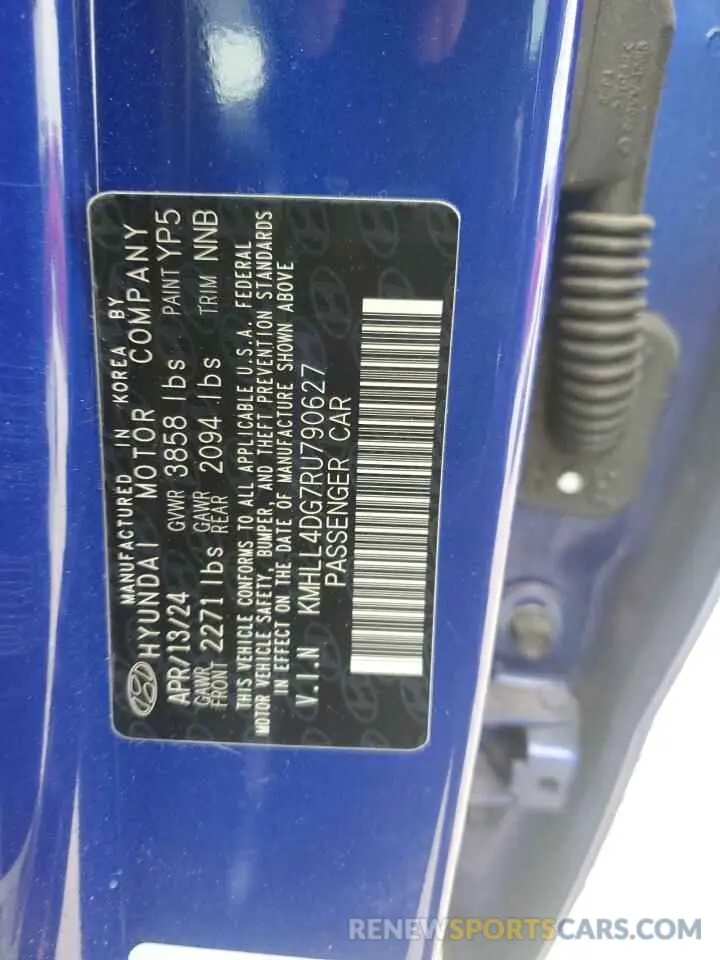 MANUFACTURED IN KOREA BY
HYUNDAI MOTOR COMPANY
APR/13/24 GVWR 3858 lbs PAINT YP5
GAWR FRONT 2271 lbs GAWR REAR 2094 lbs TRIM NNB
THIS VEHICLE CONFORMS TO ALL APPLICABLE U.S.A. FEDERAL
MOTOR VEHICLE SAFETY, BUMPER, AND THEFT PREVENTION STANDARDS
IN EFFECT ON THE DATE OF MANUFACTURE SHOWN ABOVE
V.I.N KMHLL4DG7RU790627
PASSENGER CAR
RENEWSPORTSCARS.COM